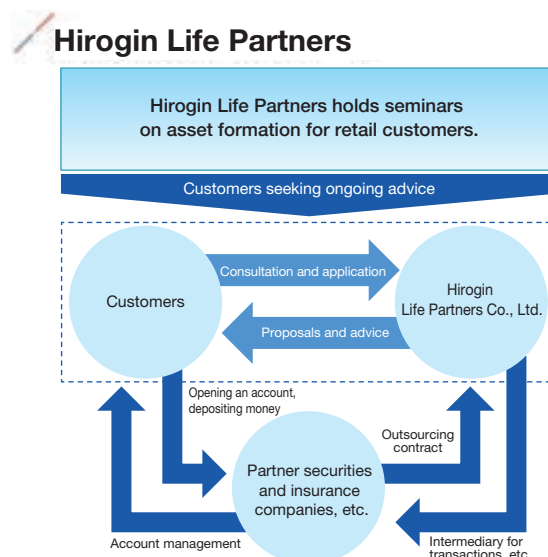 Hirogin Life Partners
Hirogin Life Partners holds seminars
on asset formation for retail customers.
Customers seeking ongoing advice
Consultation and application
Customers
Hirogin
Life Partners Co., Ltd.
Proposals and advice
Opening an account,
depositing money
Outsourcing
contract
Partner securities
and insurance
companies, etc.
Account management
Intermediary for
transactions, etc